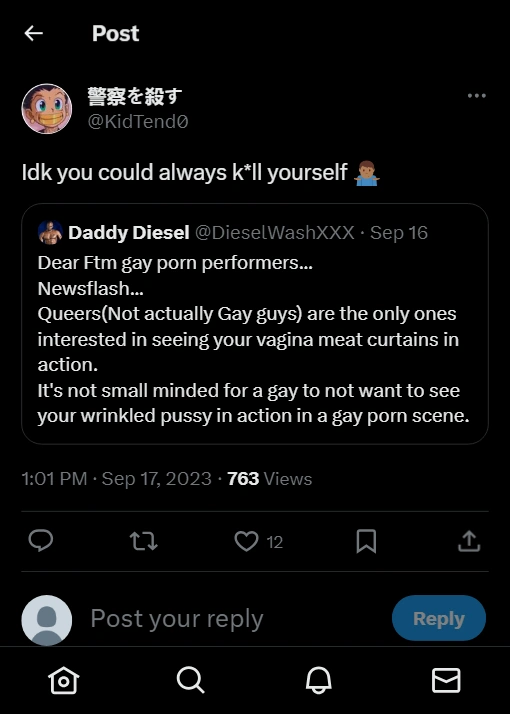 Post
警察を殺す
@KidTend0
Idk you could always k*ll yourself 🤷🏽‍♂️
Daddy Diesel @DieselWashXXX · Sep 16
Dear Ftm gay porn performers...
Newsflash...
Queers(Not actually Gay guys) are the only ones
interested in seeing your vagina meat curtains in
action.
It's not small minded for a gay to not want to see
your wrinkled pussy in action in a gay porn scene.
1:01 PM · Sep 17, 2023 · 763 Views
12
Post your reply
Reply